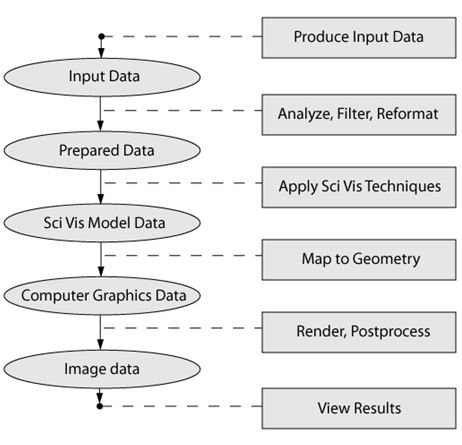 Produce Input Data
Input Data
Analyze, Filter, Reformat
Prepared Data
Apply Sci Vis Techniques
Sci Vis Model Data
Map to Geometry
Computer Graphics Data
Render, Postprocess
Image data
View Results